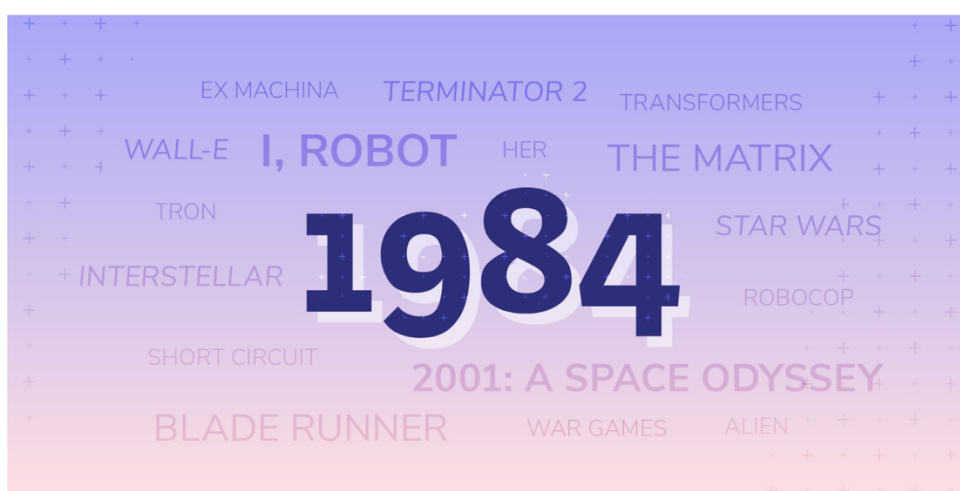 EX MACHINA
TERMINATOR 2
TRANSFORMERS
WALL-E
I, ROBOT
HER
THE MATRIX
TRON
1984
STAR WARS
INTERSTELLAR
ROBOCOP
SHORT CIRCUIT
2001: A SPACE ODYSSEY
BLADE RUNNER
WAR GAMES
ALIEN